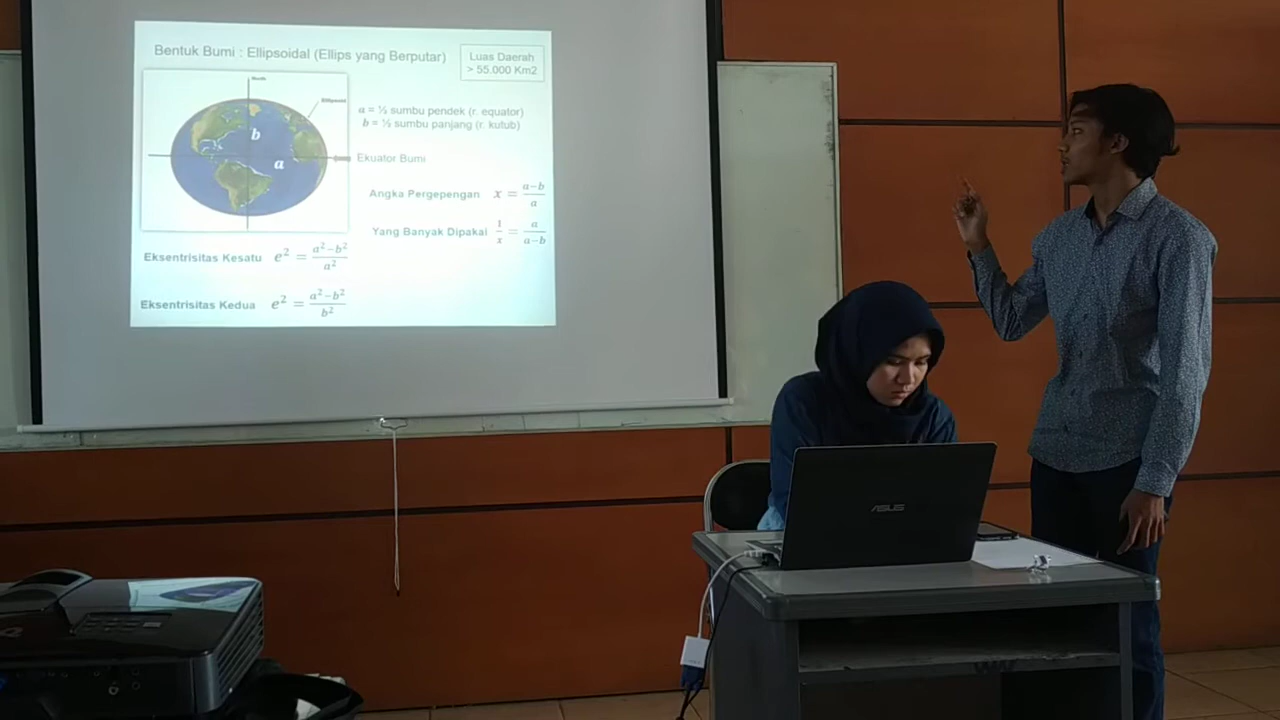 Bentuk Bumi : Ellipsoidal (Ellips yang Berputar)
Luas Daerah
> 55.000 Km2
North
Ellipsoid
a = ½ sumbu pendek (r. equator)
b = ½ sumbu panjang (r. kutub)
b
a
Ekuator Bumi
Angka Pergepengan x = a−b/a
Yang Banyak Dipakai 1/x = a/a−b
Eksentrisitas Kesatu e² = a²−b²/a²
Eksentrisitas Kedua e² = a²−b²/b²
ASUS